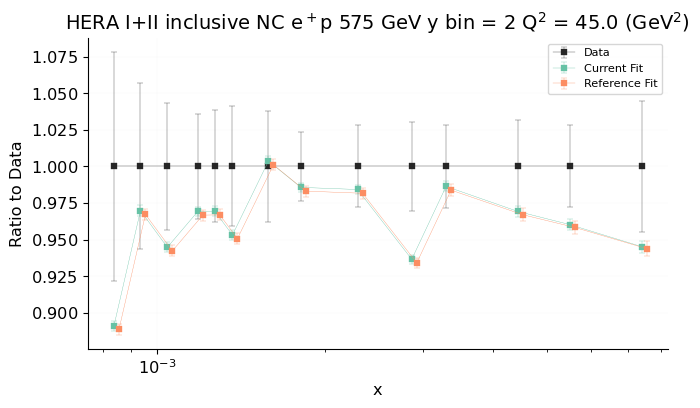 HERA I+II inclusive NC e⁺p 575 GeV y bin = 2 Q² = 45.0 (GeV²)
Data
Current Fit
Reference Fit
Ratio to Data
1.075
1.050
1.025
1.000
0.975
0.950
0.925
0.900
10⁻³
x